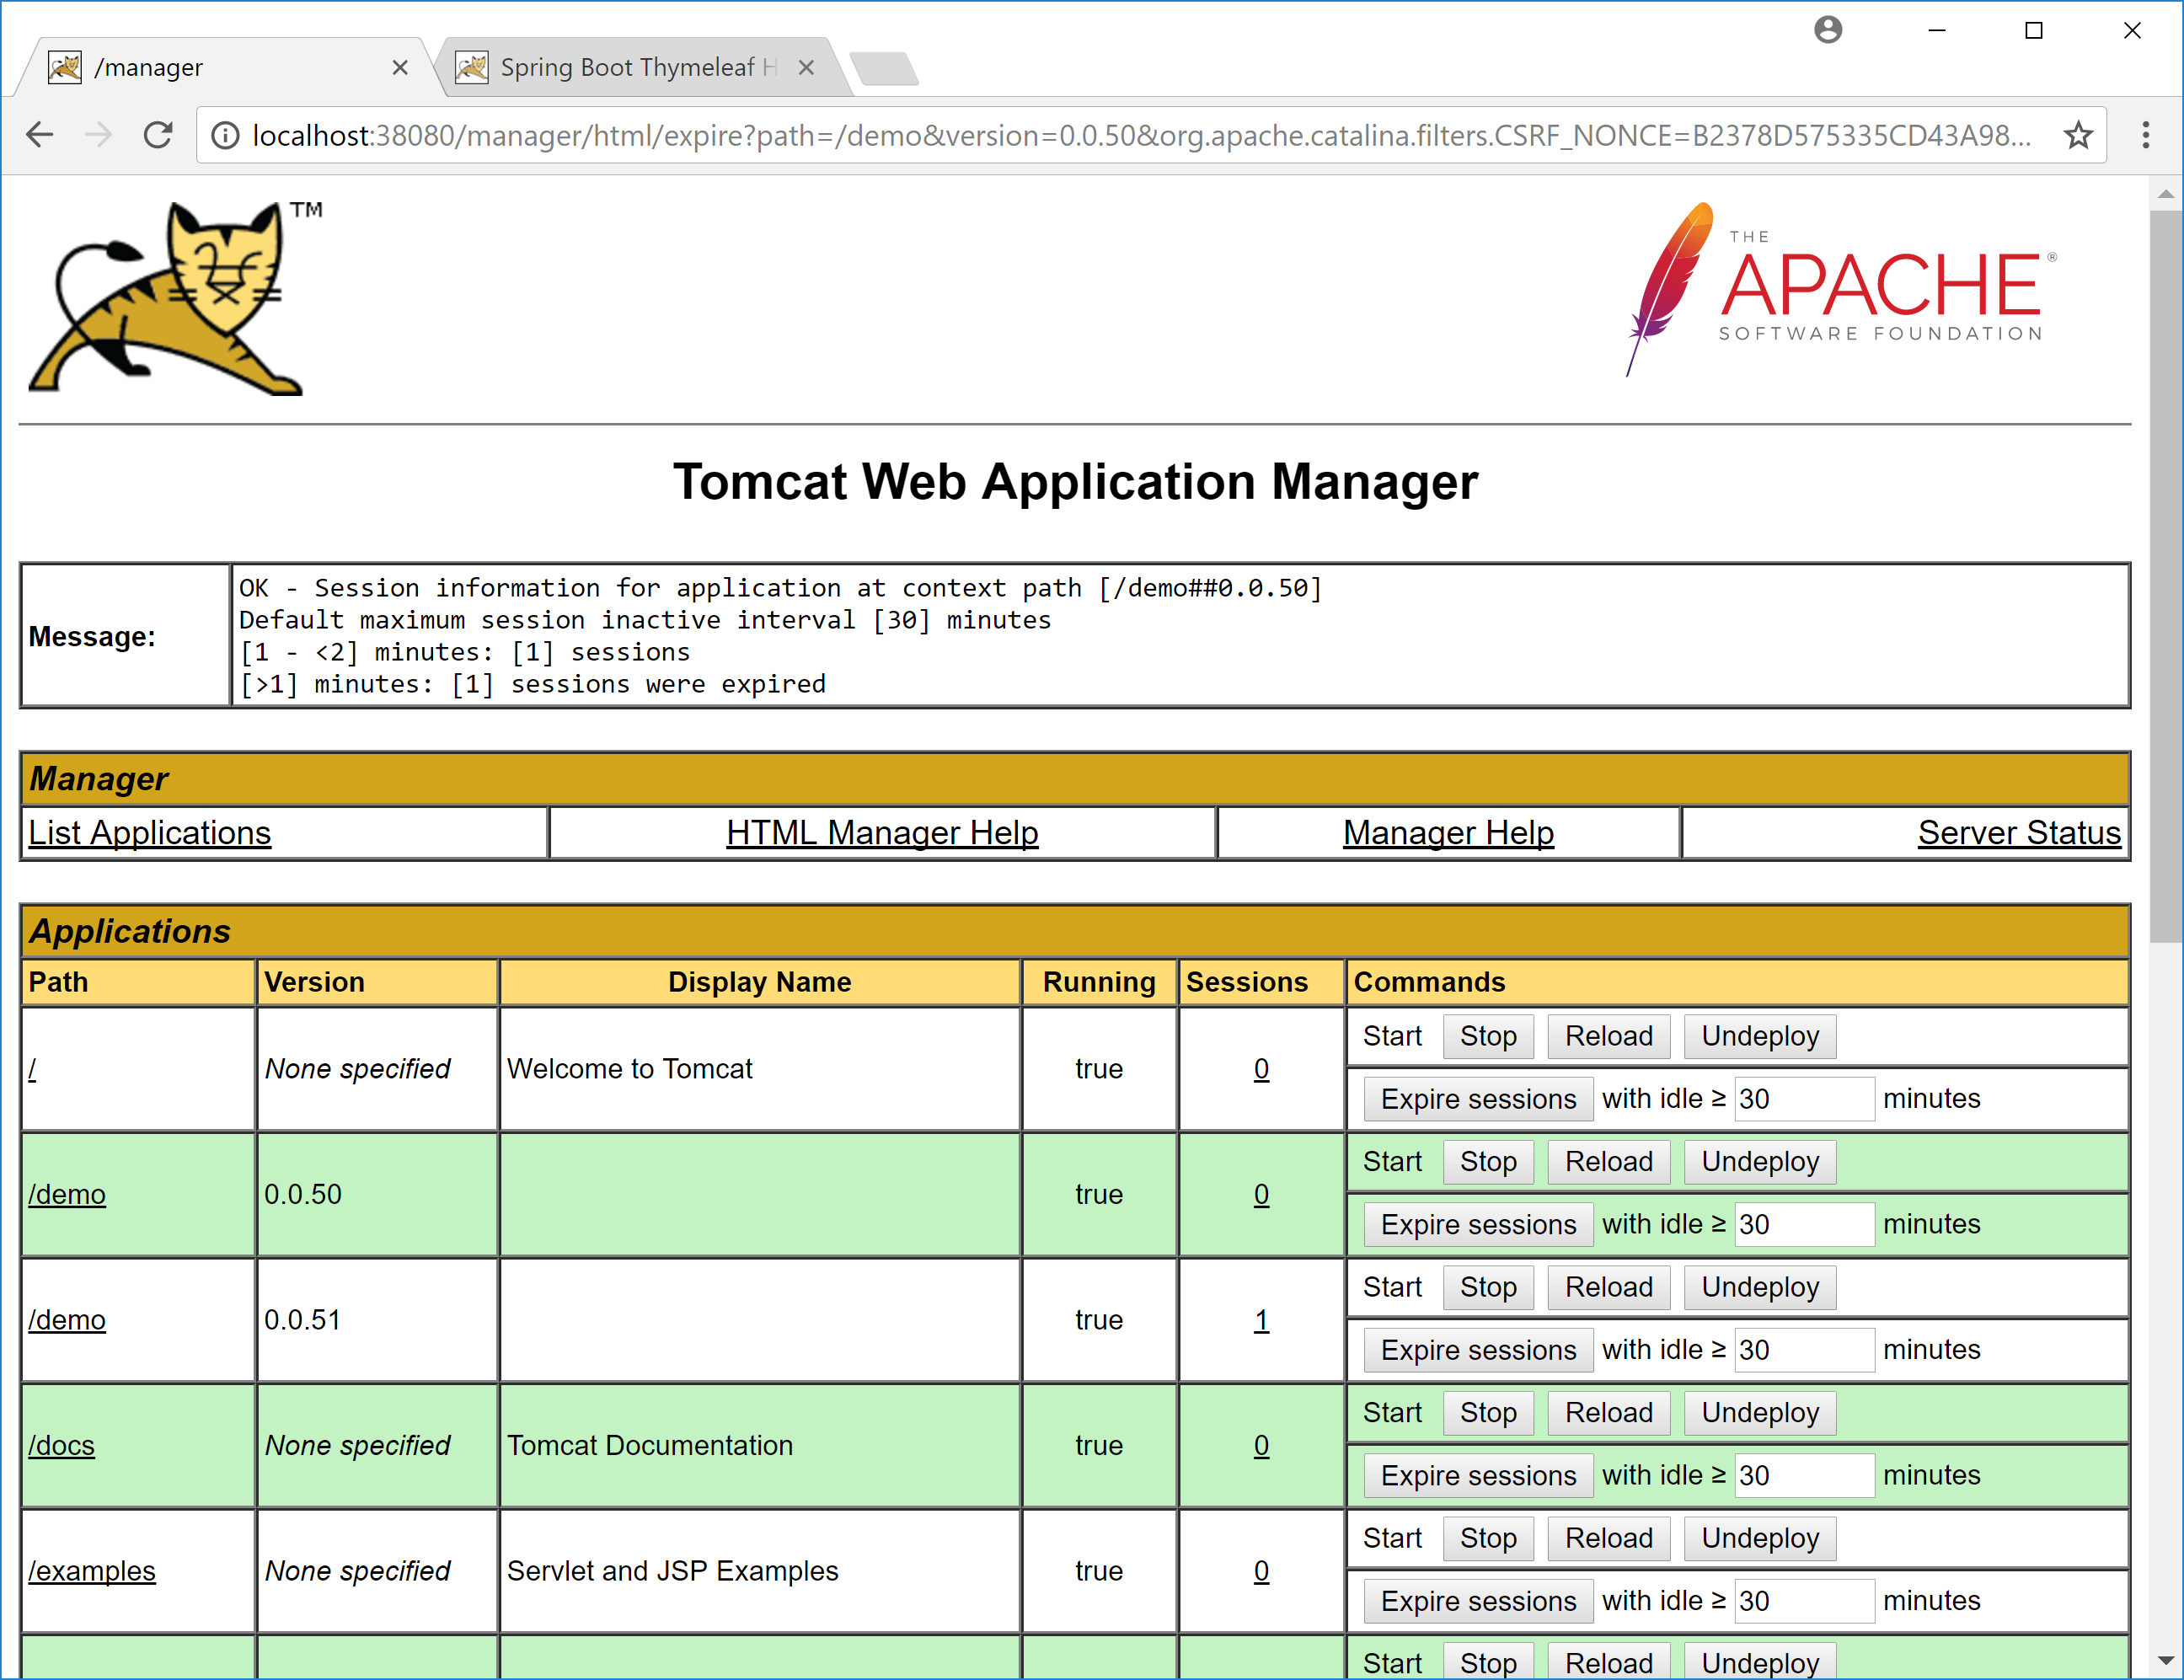 /manager
Spring Boot Thymeleaf H
localhost:38080/manager/html/expire?path=/demo&version=0.0.50&org.apache.catalina.filters.CSRF_NONCE=B2378D575335CD43A98...
TM
THE
APACHE®
SOFTWARE FOUNDATION
Tomcat Web Application Manager
Message:
OK - Session information for application at context path [/demo##0.0.50]
Default maximum session inactive interval [30] minutes
[1 - <2] minutes: [1] sessions
[>1] minutes: [1] sessions were expired
Manager
List Applications HTML Manager Help Manager Help Server Status
Applications
Path Version Display Name Running Sessions Commands
/ None specified Welcome to Tomcat true 0
Start Stop Reload Undeploy
Expire sessions with idle ≥ 30 minutes
/demo 0.0.50 true 0
Start Stop Reload Undeploy
Expire sessions with idle ≥ 30 minutes
/demo 0.0.51 true 1
Start Stop Reload Undeploy
Expire sessions with idle ≥ 30 minutes
/docs None specified Tomcat Documentation true 0
Start Stop Reload Undeploy
Expire sessions with idle ≥ 30 minutes
/examples None specified Servlet and JSP Examples true 0
Start Stop Reload Undeploy
Expire sessions with idle ≥ 30 minutes
Start Stop Reload Undeploy